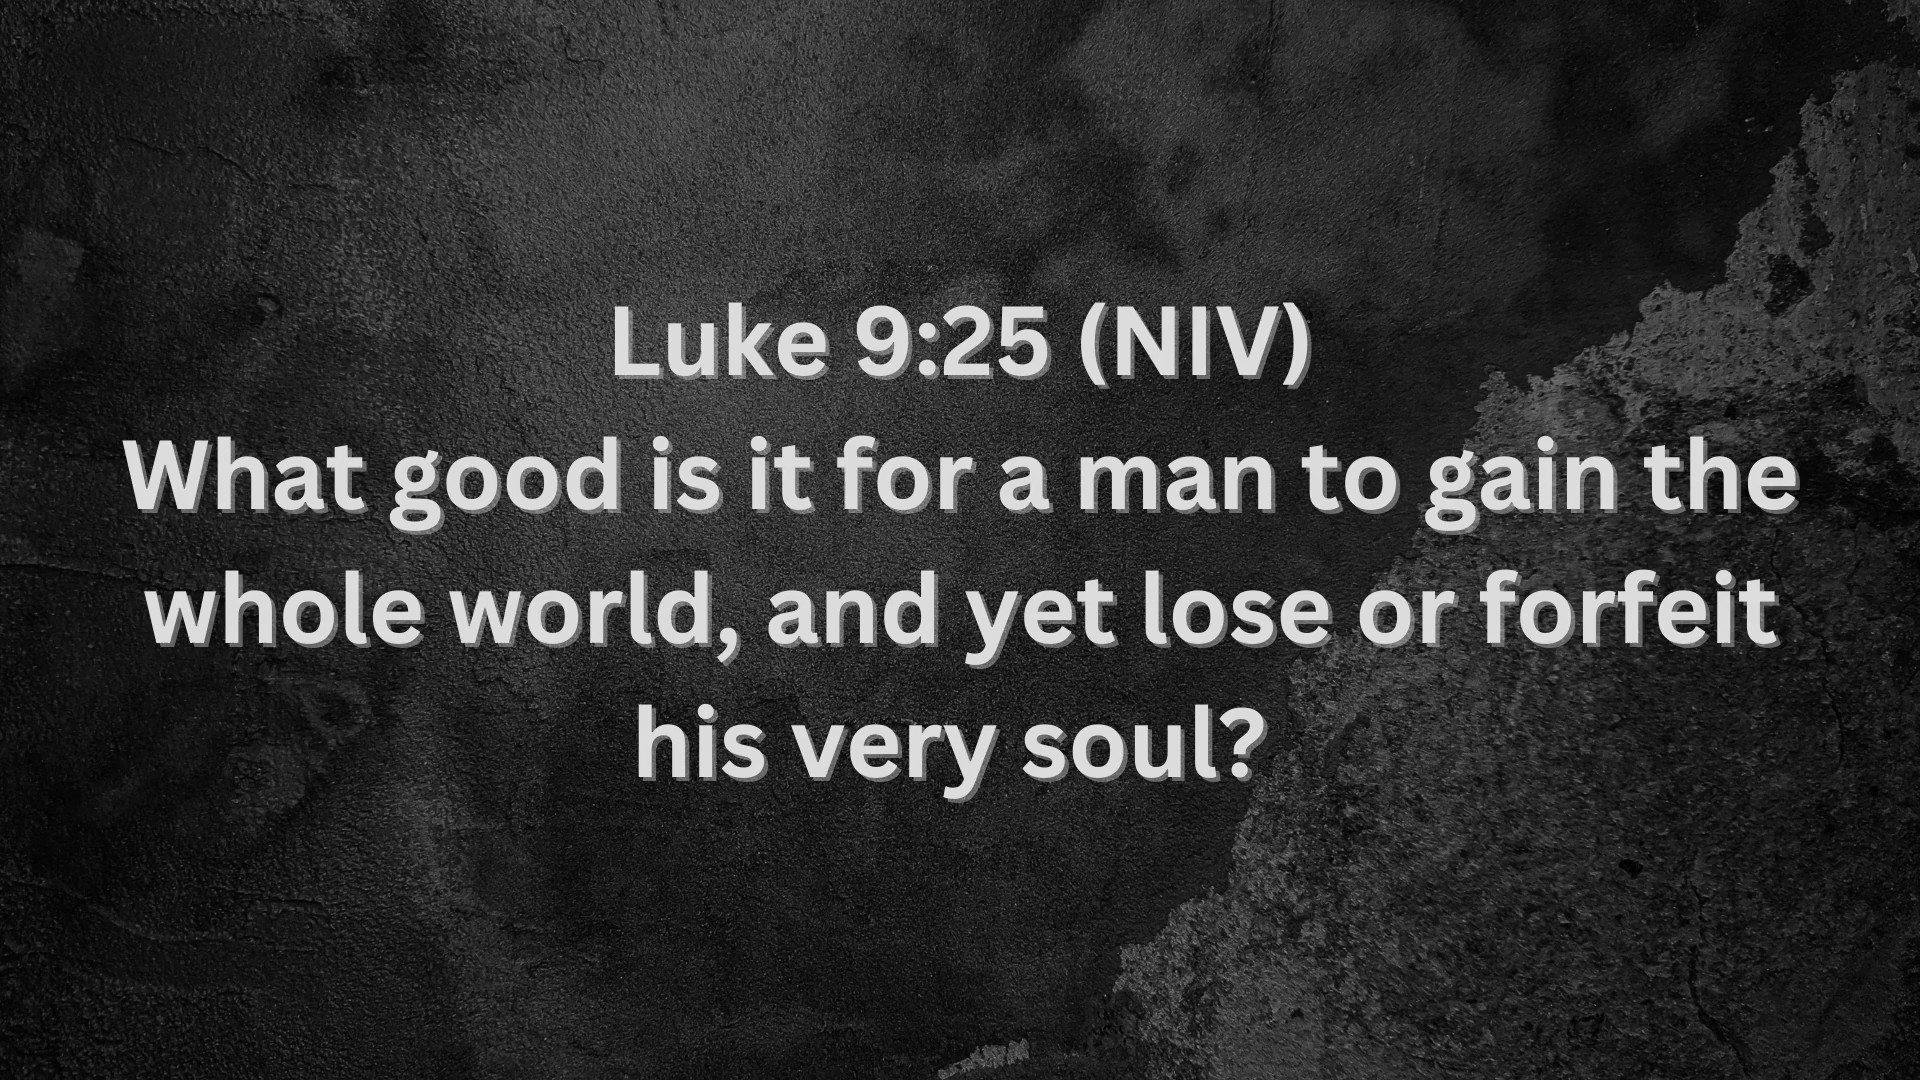 Luke 9:25 (NIV)
What good is it for a man to gain the
whole world, and yet lose or forfeit
his very soul?